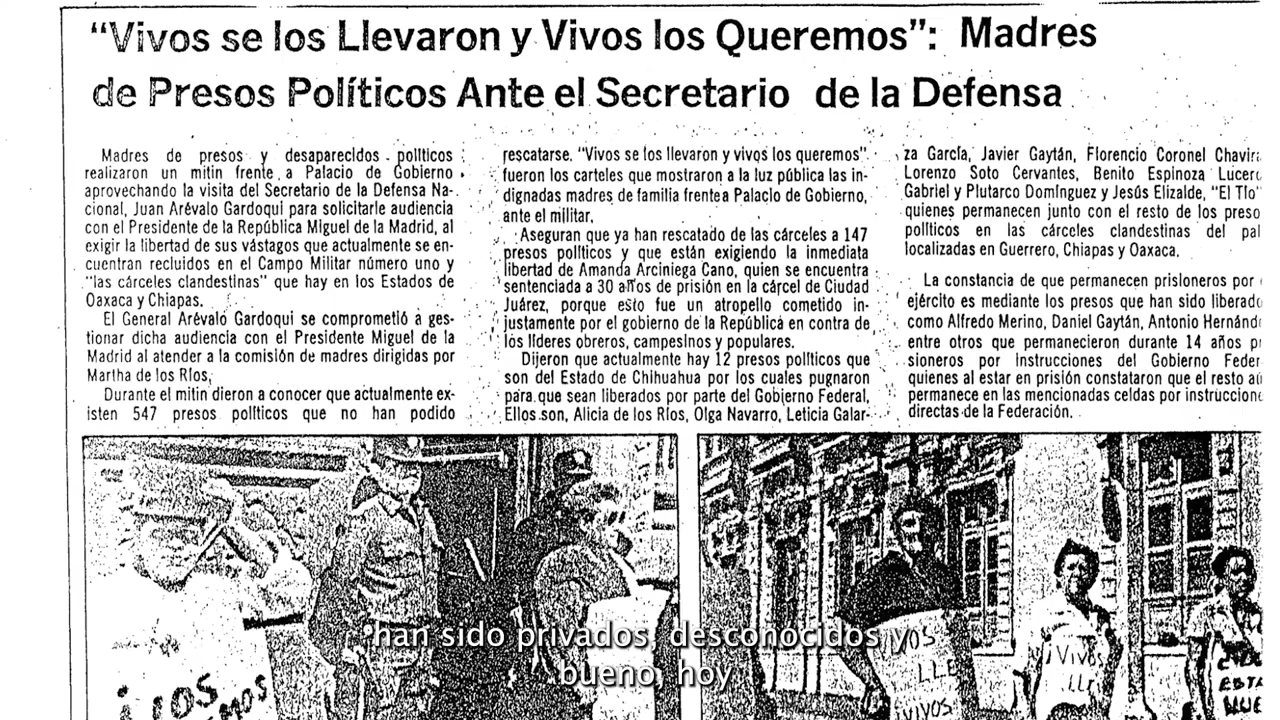 “Vivos se los Llevaron y Vivos los Queremos”: Madres
de Presos Políticos Ante el Secretario de la Defensa
Madres de presos y desaparecidos políticos
realizaron un mitin frente a Palacio de Gobierno
aprovechando la visita del Secretario de la Defensa Na-
cional, Juan Arévalo Gardoqui para solicitarle audiencia
con el Presidente de la República Miguel de la Madrid, al
exigir la libertad de sus vástagos que actualmente se en-
cuentran recluidos en el Campo Militar número uno y
"las cárceles clandestinas" que hay en los Estados de
Oaxaca y Chiapas.
El General Arévalo Gardoqui se comprometió a ges-
tionar dicha audiencia con el Presidente Miguel de la
Madrid al atender a la comisión de madres dirigidas por
Martha de los Ríos,
Durante el mitin dieron a conocer que actualmente ex-
isten 547 presos políticos que no han podido
rescatarse. "Vivos se los llevaron y vivos los queremos"
fueron los carteles que mostraron a la luz pública las in-
dignadas madres de familia frente a Palacio de Gobierno,
ante el militar.
Aseguran que ya han rescatado de las cárceles a 147
presos políticos y que están exigiendo la inmediata
libertad de Amanda Arciniega Cano, quien se encuentra
sentenciada a 30 años de prisión en la cárcel de Ciudad
Juárez, porque esto fue un atropello cometido in-
justamente por el gobierno de la República en contra de
los líderes obreros, campesinos y populares.
Dijeron que actualmente hay 12 presos políticos que
son del Estado de Chihuahua por los cuales pugnaron
para que sean liberados por parte del Gobierno Federal,
Ellos son, Alicia de los Ríos, Olga Navarro, Leticia Galar-
za García, Javier Gaytán, Florencio Coronel Chavir
Lorenzo Soto Cervantes, Benito Espinoza Lucer
Gabriel y Plutarco Domínguez y Jesús Elizalde, "El Tío"
quienes permanecen junto con el resto de los preso
políticos en las cárceles clandestinas del pa
localizadas en Guerrero, Chiapas y Oaxaca.
La constancia de que permanecen prisioneros por
ejército es mediante los presos que han sido liberad
como Alfredo Merino, Daniel Gaytán, Antonio Hernánd
entre otros que permanecieron durante 14 años p
sioneros por instrucciones del Gobierno Feder
quienes al estar en prisión constataron que el resto aú
permanece en las mencionadas celdas por instruccion
directas de la Federación.
VIVOS
LLE
VIVOS
¡VIVOS
LLE
ESTA
han sido privados, desconocidos y
bueno, hoy